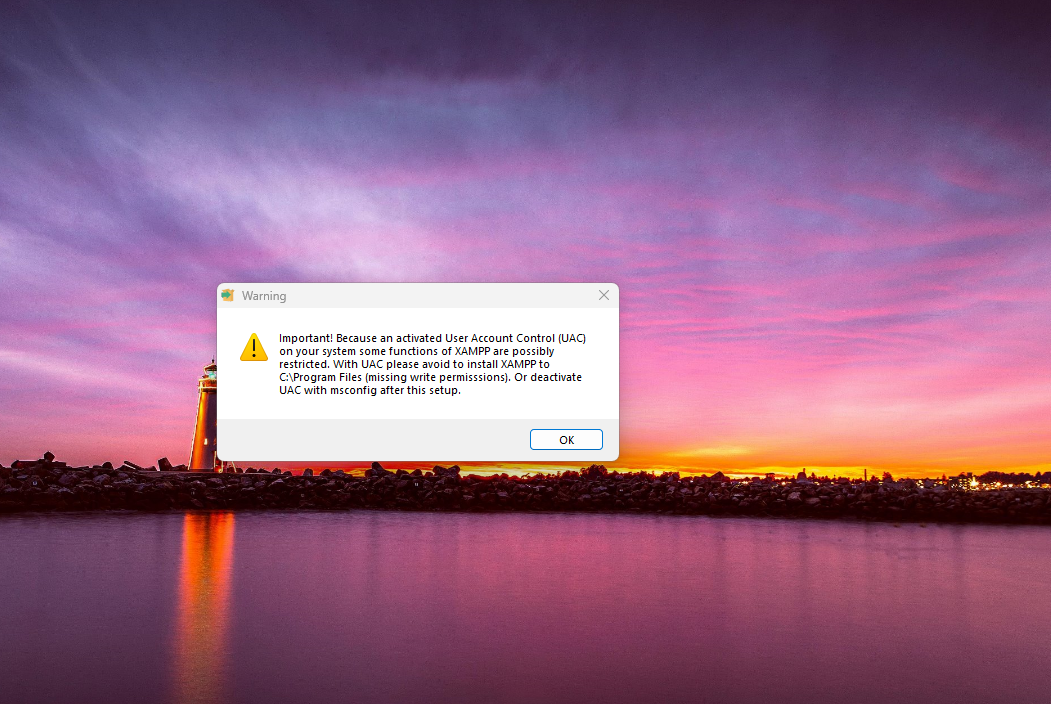 Warning
Important! Because an activated User Account Control (UAC)
on your system some functions of XAMPP are possibly
restricted. With UAC please avoid to install XAMPP to
C:\Program Files (missing write permisssions). Or deactivate
UAC with msconfig after this setup.
OK